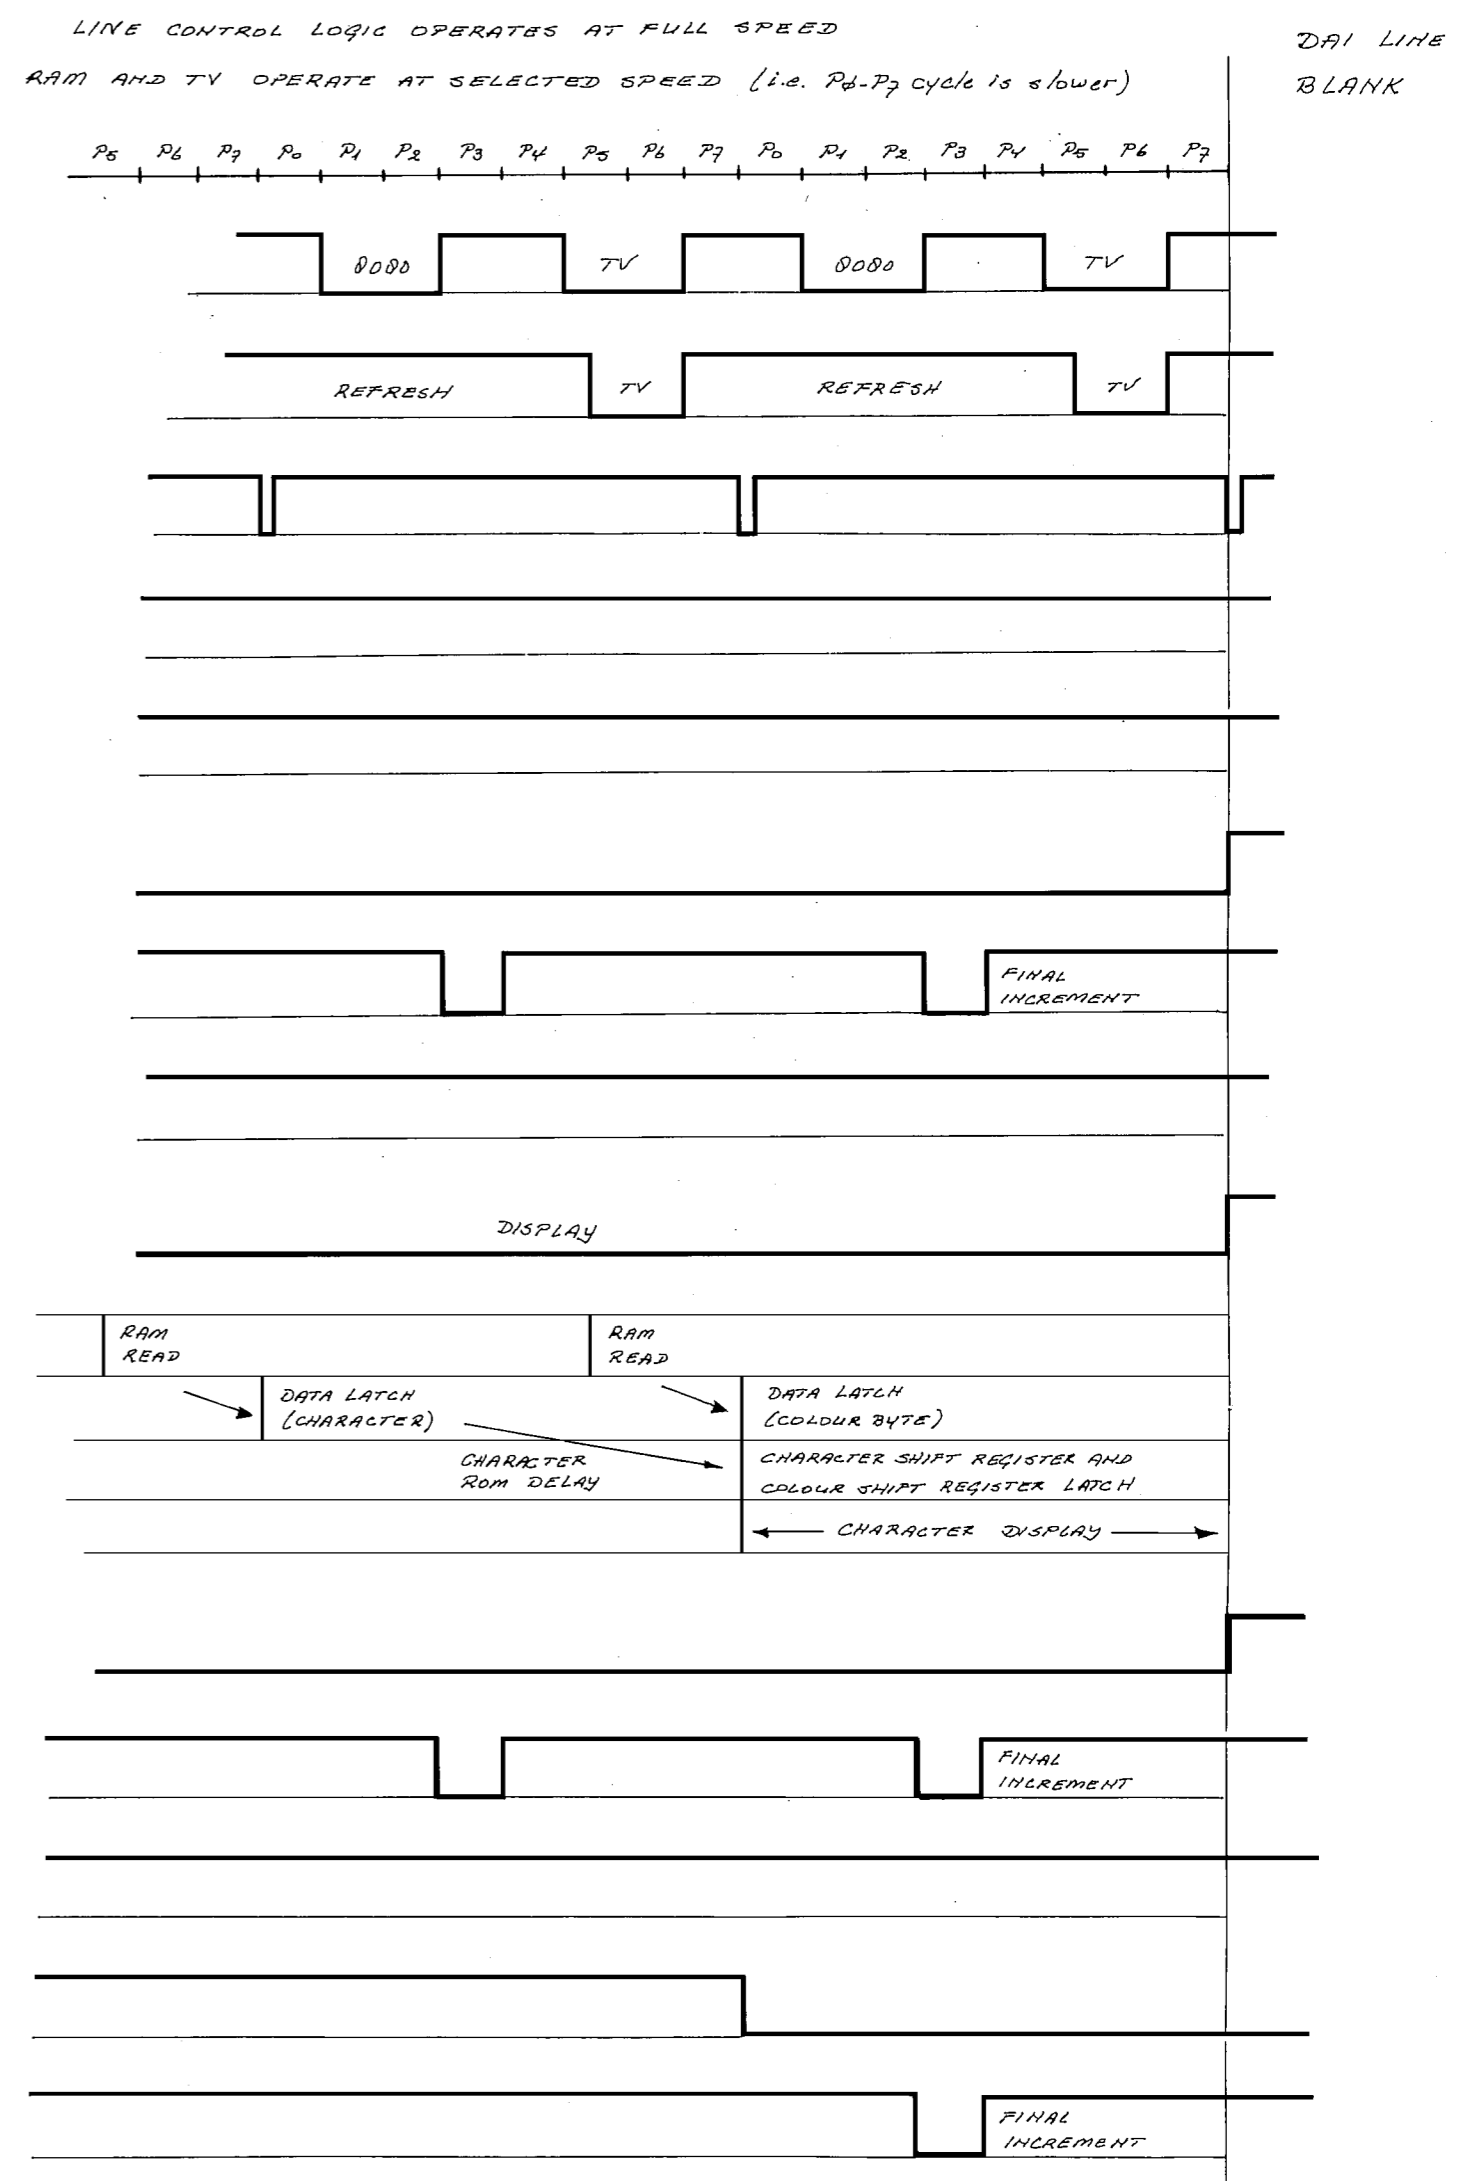 LINE CONTROL LOGIC OPERATES AT FULL SPEED
DAI LINE
RAM AND TV OPERATE AT SELECTED SPEED (i.e. P0-P7 cycle is slower)
BLANK
P5 P6 P7 P0 P1 P2 P3 P4 P5 P6 P7 P0 P1 P2 P3 P4 P5 P6 P7
8080 TV 8080 TV
REFRESH TV REFRESH TV
FINAL
INCREMENT
DISPLAY
RAM
READ
RAM
READ
DATA LATCH
(CHARACTER)
DATA LATCH
(COLOUR BYTE)
CHARACTER
ROM DELAY
CHARACTER SHIFT REGISTER AND
COLOUR SHIFT REGISTER LATCH
CHARACTER DISPLAY
FINAL
INCREMENT
FINAL
INCREMENT